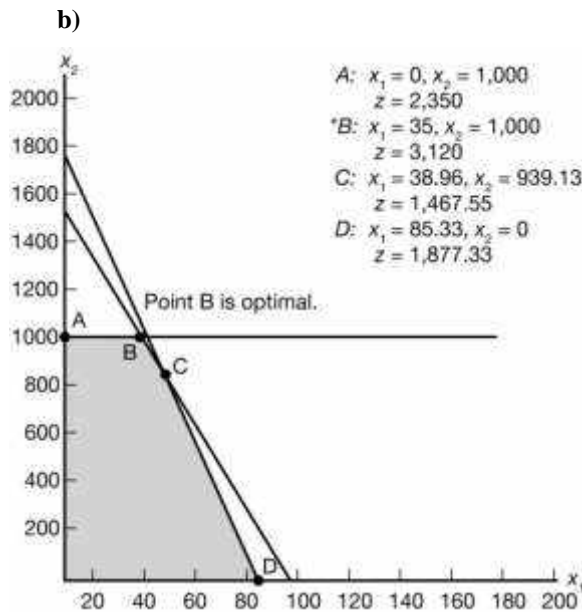 b)
x₂
A: x₁ = 0, x₂ = 1,000
z = 2,350
*B: x₁ = 35, x₂ = 1,000
z = 3,120
C: x₁ = 38.96, x₂ = 939.13
z = 1,467.55
D: x₁ = 85.33, x₂ = 0
z = 1,877.33
2000
1800
1600
1400
1200
1000
800
600
400
200
Point B is optimal.
A
B
C
D
x₁
20 40 60 80 100 120 140 160 180 200